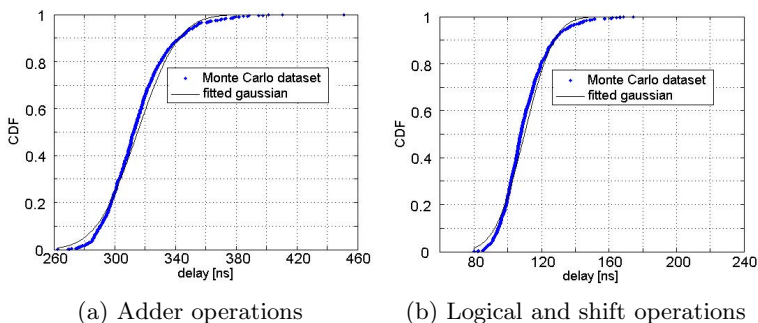 1
0.8
0.6
0.4
0.2
0
CDF
260 300 340 380 420 460
delay [ns]
Monte Carlo dataset
fitted gaussian
(a) Adder operations
1
0.8
0.6
0.4
0.2
0
CDF
80 120 160 200 240
delay [ns]
Monte Carlo dataset
fitted gaussian
(b) Logical and shift operations